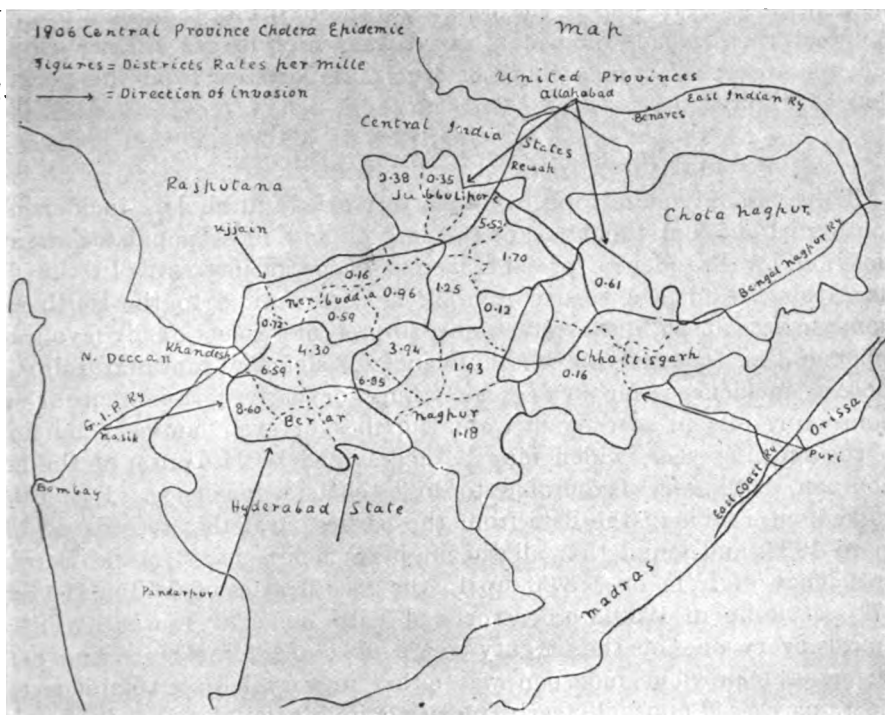 1906 Central Province Cholera Epidemic
Map
Figures = Districts Rates per mille
→ = Direction of invasion
United Provinces
Allahabad
Benares
East Indian Ry
Central India
States
Rewah
Rajputana
2.38
0.35
Jubbulpore
Ujjain
5.52
Chota Nagpur
Bengal Nagpur Ry
1.70
0.16
Nerbudda
0.96
1.25
0.61
0.59
0.12
0.72
N. Deccan
Khandesh
4.30
3.94
Chhattisgarh
6.59
6.85
1.93
0.16
G.I.P. Ry
8.60
Berar
Nagpur
1.18
Nasik
Orissa
Puri
East Coast Ry
Bombay
Hyderabad State
Pandarpur
Madras